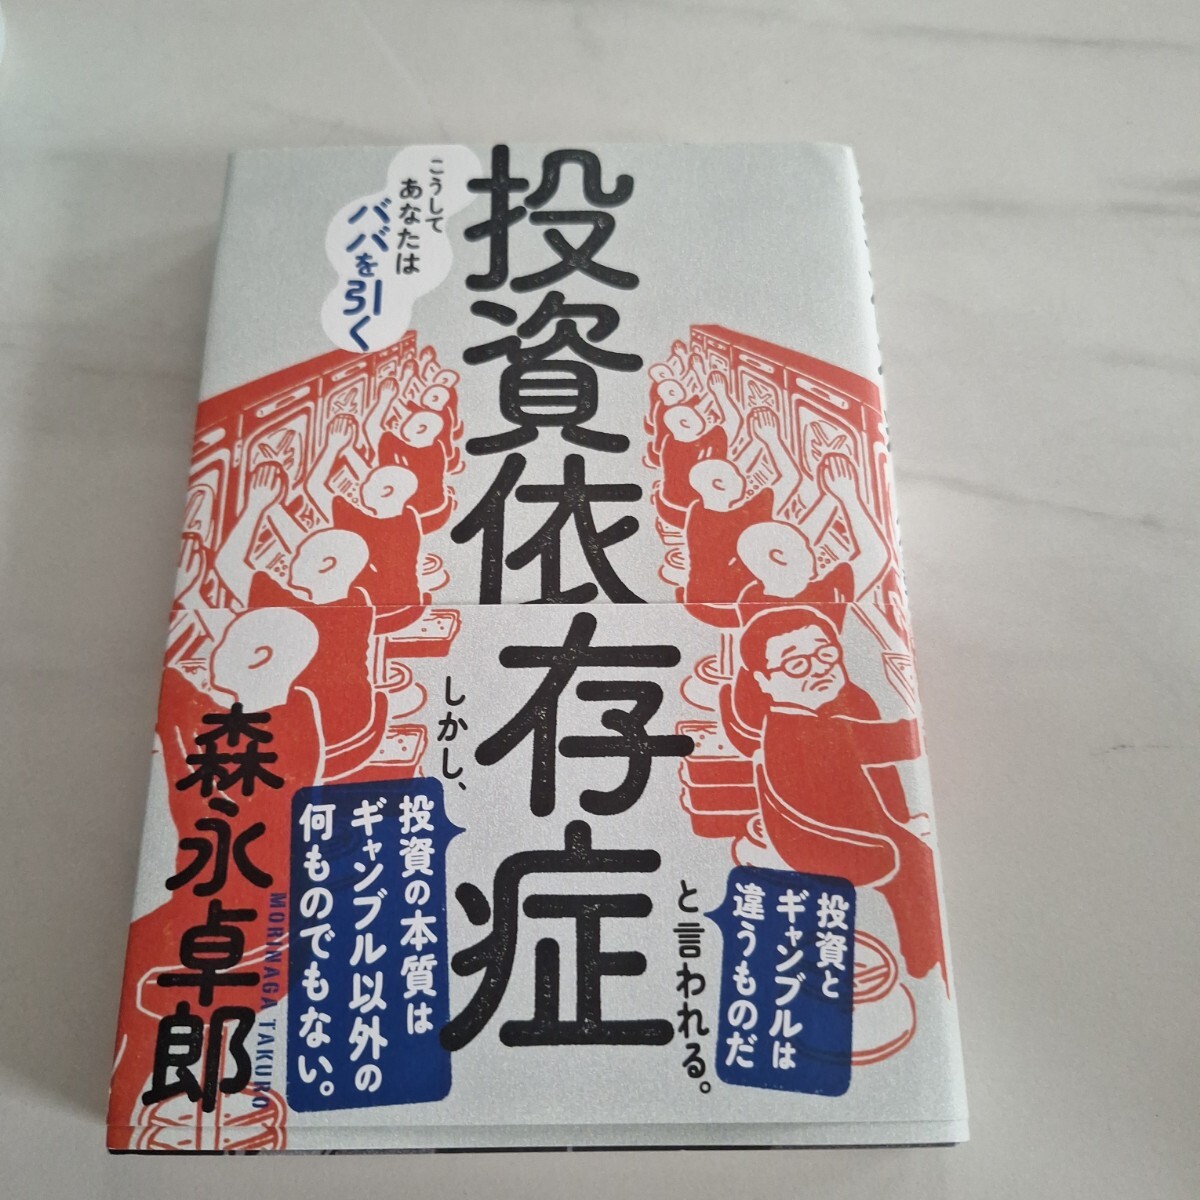 投資依存症
こうして
あなたは
ババを引く
投資と
ギャンブルは
違うものだ
と言われる。
しかし、
投資の本質は
ギャンブル以外の
何ものでもない。
森永卓郎
MORINAGA TAKURO